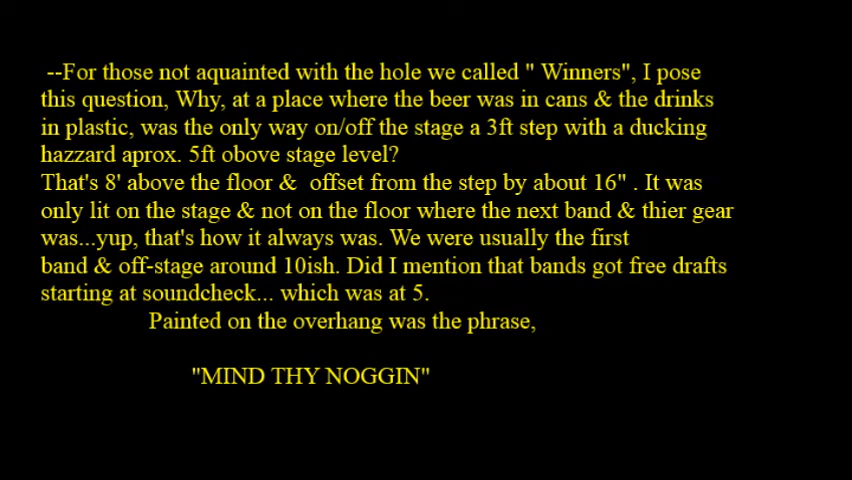 --For those not aquainted with the hole we called " Winners", I pose
this question, Why, at a place where the beer was in cans & the drinks
in plastic, was the only way on/off the stage a 3ft step with a ducking
hazzard aprox. 5ft obove stage level?
That's 8' above the floor & offset from the step by about 16" . It was
only lit on the stage & not on the floor where the next band & thier gear
was...yup, that's how it always was. We were usually the first
band & off-stage around 10ish. Did I mention that bands got free drafts
starting at soundcheck... which was at 5.
Painted on the overhang was the phrase,
"MIND THY NOGGIN"